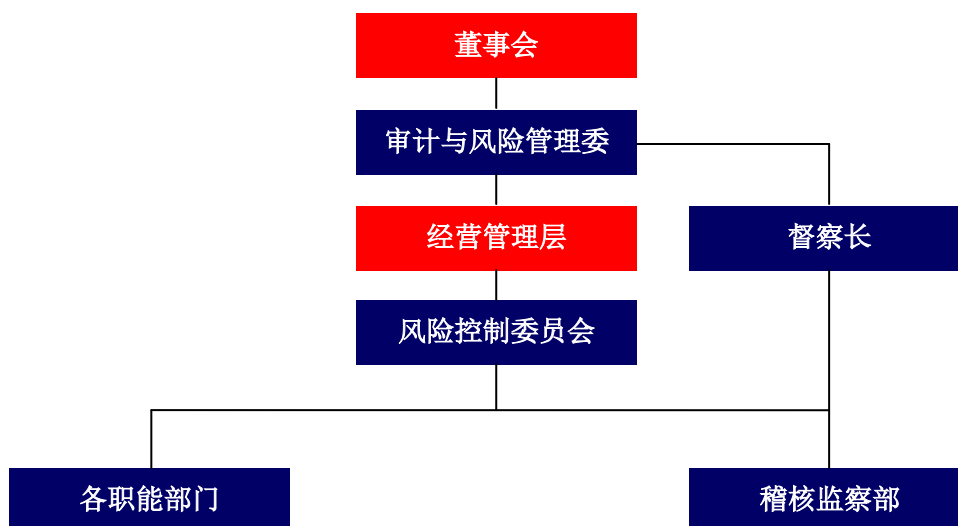 董事会
审计与风险管理委
经营管理层
督察长
风险控制委员会
各职能部门
稽核监察部